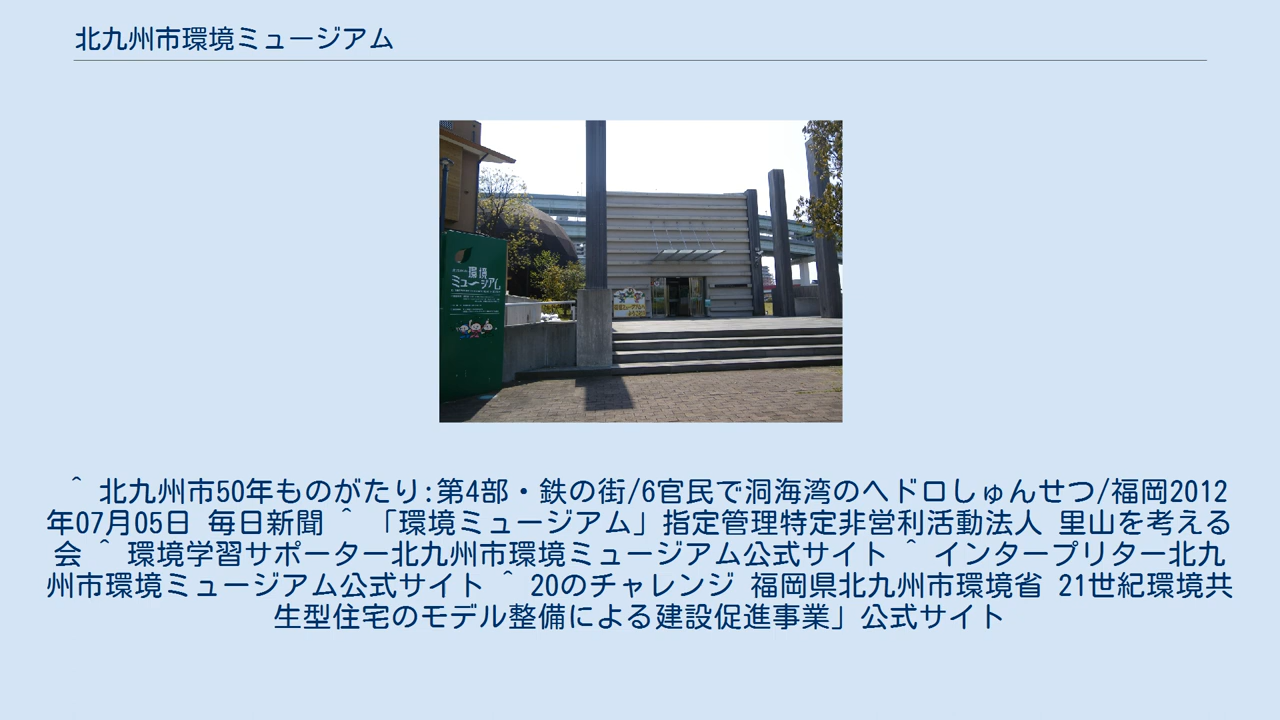 北九州市環境ミュージアム
環境
ミュージアム
^ 北九州市50年ものがたり:第4部・鉄の街/6官民で洞海湾のヘドロしゅんせつ/福岡2012
年07月05日 毎日新聞 ^ 「環境ミュージアム」指定管理特定非営利活動法人 里山を考える
会 ^ 環境学習サポーター北九州市環境ミュージアム公式サイト ^ インタープリター北九
州市環境ミュージアム公式サイト ^ 20のチャレンジ 福岡県北九州市環境省 21世紀環境共
生型住宅のモデル整備による建設促進事業」公式サイト